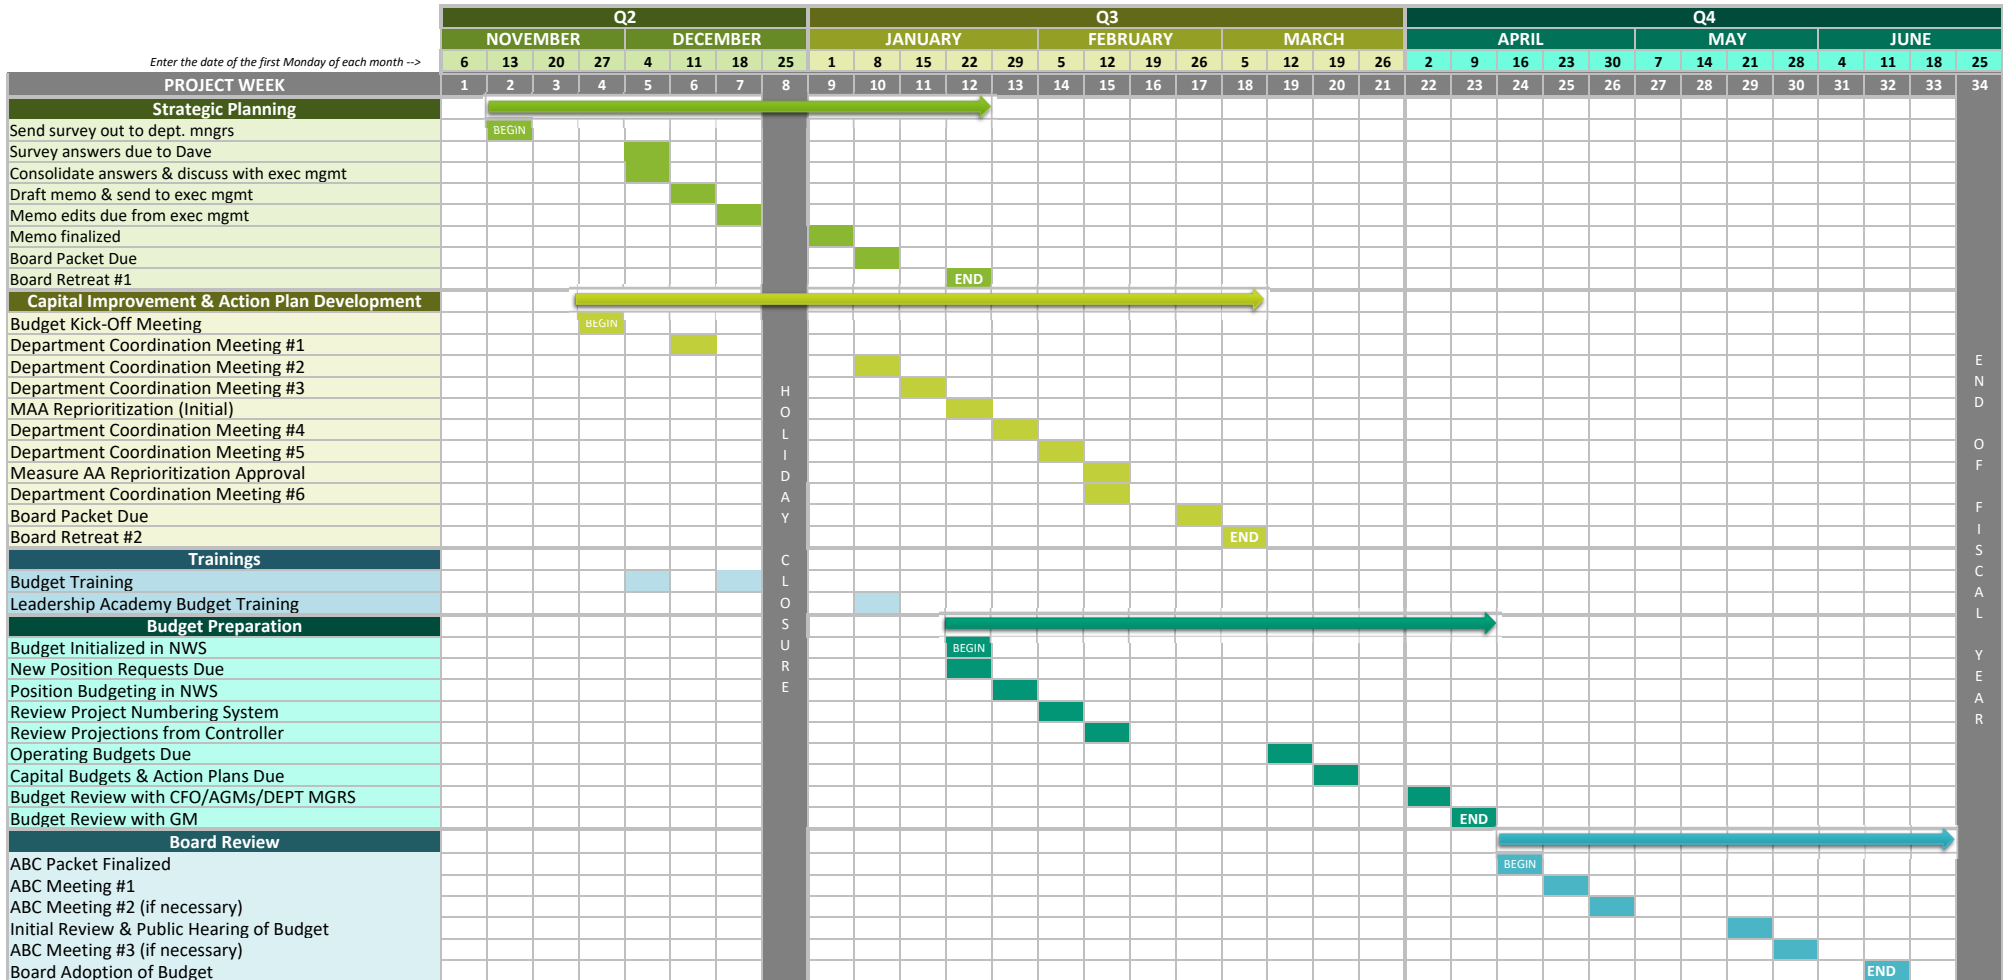 Q2 Q3 Q4
NOVEMBER DECEMBER JANUARY FEBRUARY MARCH APRIL MAY JUNE
Enter the date of the first Monday of each month --> 6 13 20 27 4 11 18 25 1 8 15 22 29 5 12 19 26 5 12 19 26 2 9 16 23 30 7 14 21 28 4 11 18 25
PROJECT WEEK 1 2 3 4 5 6 7 8 9 10 11 12 13 14 15 16 17 18 19 20 21 22 23 24 25 26 27 28 29 30 31 32 33 34
Strategic Planning
Send survey out to dept. mngrs BEGIN
Survey answers due to Dave
Consolidate answers & discuss with exec mgmt
Draft memo & send to exec mgmt
Memo edits due from exec mgmt
Memo finalized
Board Packet Due
Board Retreat #1 END
Capital Improvement & Action Plan Development
Budget Kick-Off Meeting BEGIN
Department Coordination Meeting #1
Department Coordination Meeting #2
Department Coordination Meeting #3
MAA Reprioritization (Initial)
Department Coordination Meeting #4
Department Coordination Meeting #5
Measure AA Reprioritization Approval
Department Coordination Meeting #6
Board Packet Due
Board Retreat #2 END
Trainings
Budget Training
Leadership Academy Budget Training
Budget Preparation
Budget Initialized in NWS BEGIN
New Position Requests Due
Position Budgeting in NWS
Review Project Numbering System
Review Projections from Controller
Operating Budgets Due
Capital Budgets & Action Plans Due
Budget Review with CFO/AGMs/DEPT MGRS
Budget Review with GM END
Board Review
ABC Packet Finalized BEGIN
ABC Meeting #1
ABC Meeting #2 (if necessary)
Initial Review & Public Hearing of Budget
ABC Meeting #3 (if necessary)
Board Adoption of Budget END
HOLIDAY CLOSURE
END OF FISCAL YEAR